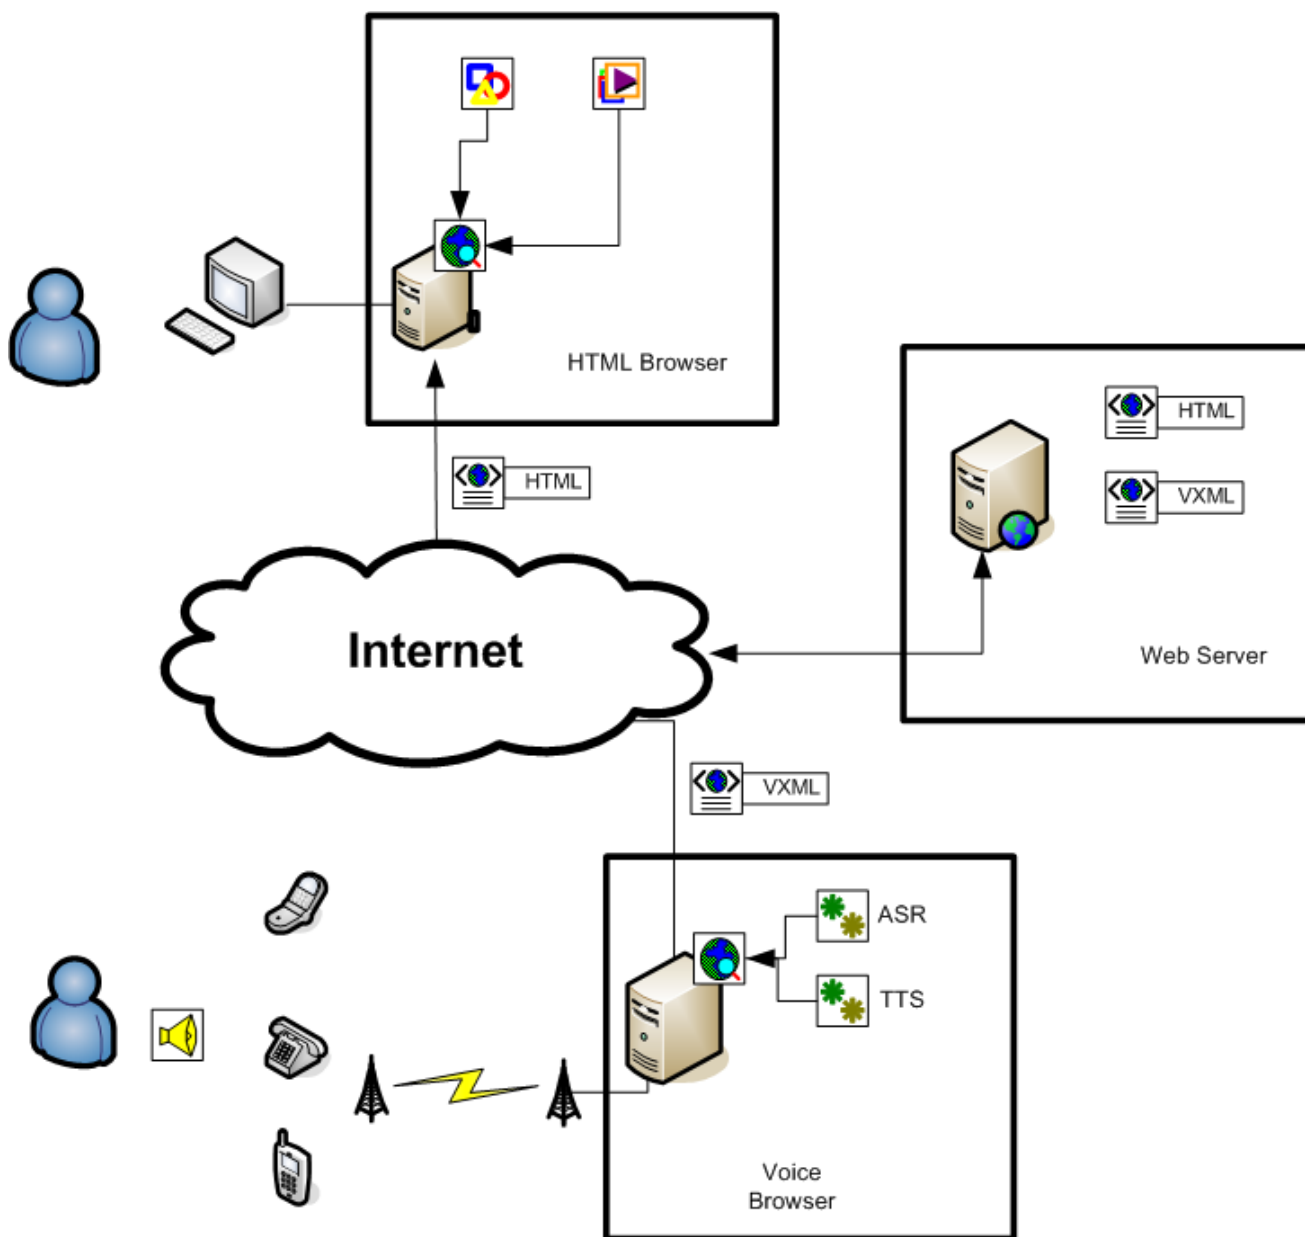 HTML Browser
HTML
HTML
VXML
Internet
Web Server
VXML
ASR
TTS
Voice
Browser